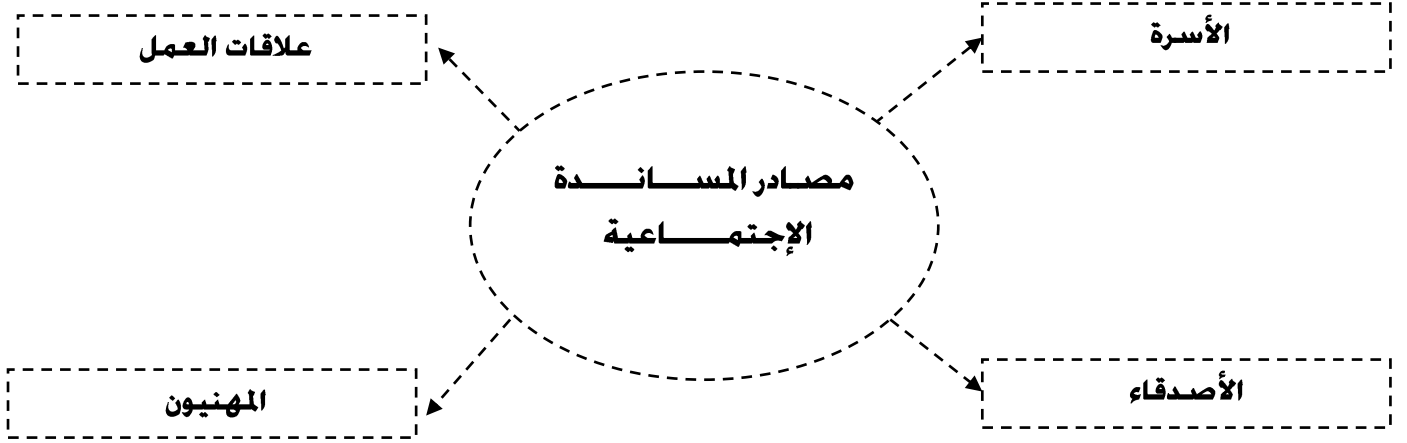 الأسرة
علاقات العمل
مصادر المساندة
الإجتماعية
الأصدقاء
المهنيون